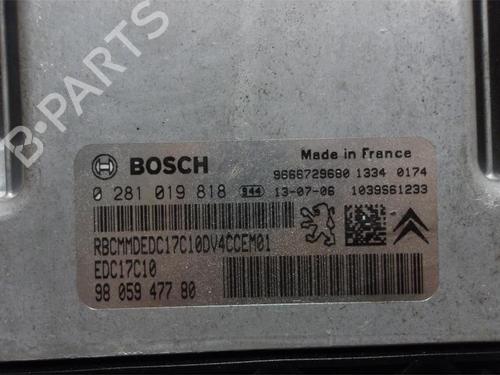 B-PARTS
BOSCH
Made in France
9666729680 1334 0174
0 281 019 818 944 13-07-06 1039S61233
RBCMMDEDC17C10DV4CCEM01
EDC17C10
98 059 477 80